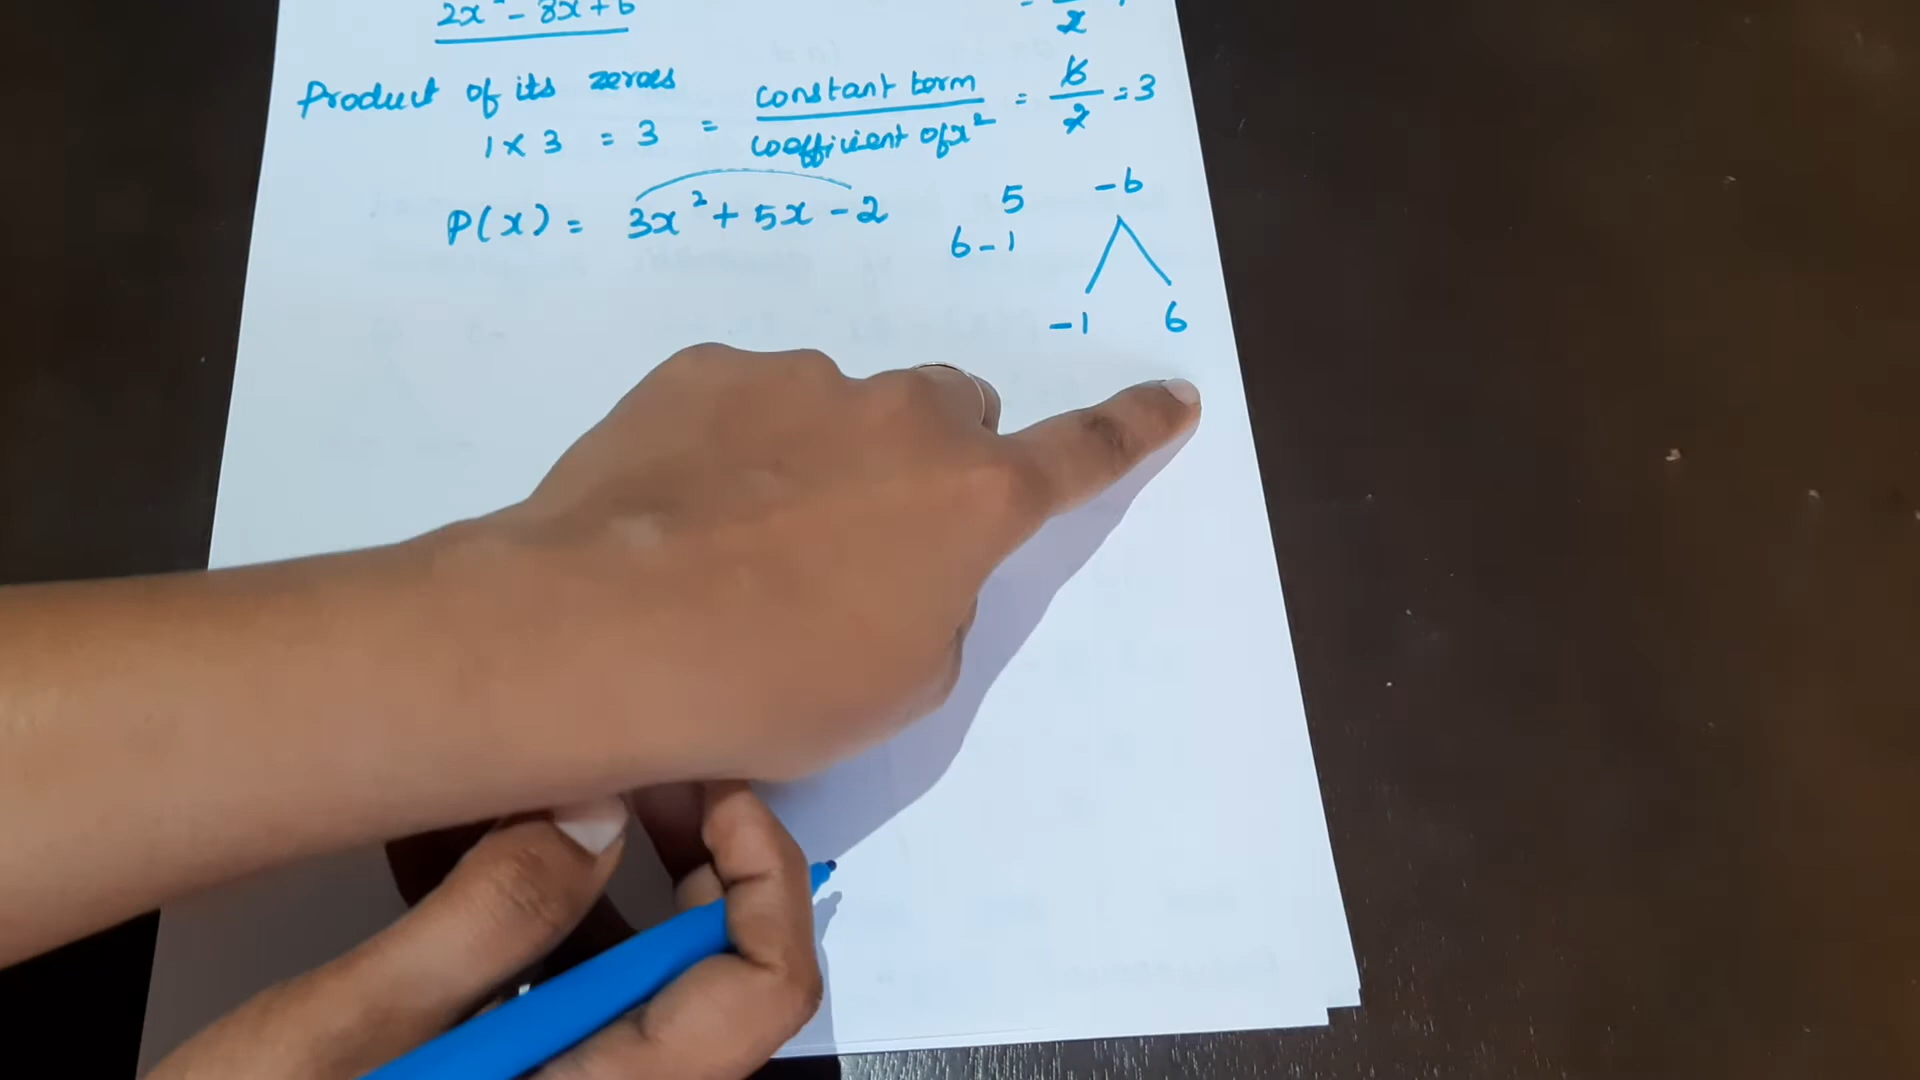 2x² - 8x + 6
= 2
Product of its zeroes = constant term / coefficient of x² = 6/2 = 3
1 × 3 = 3
P(x) = 3x² + 5x - 2
5
6 - 1
-6
-1 6